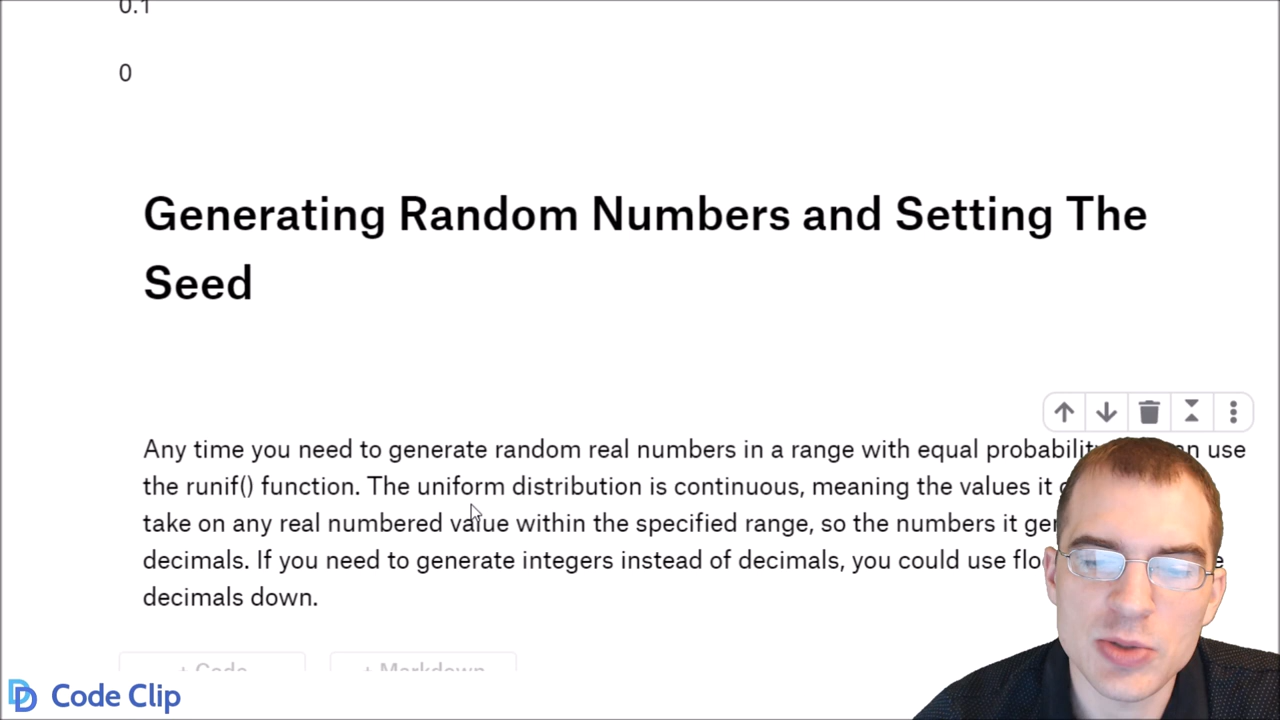 0.1
0
Generating Random Numbers and Setting The
Seed
Any time you need to generate random real numbers in a range with equal use
the runif() function. The uniform distribution is continuous, meaning the values it
take on any real numbered value within the specified range, so the numbers it
decimals. If you need to generate integers instead of decimals, you could use
decimals down.
+ Code + Markdown
Code Clip